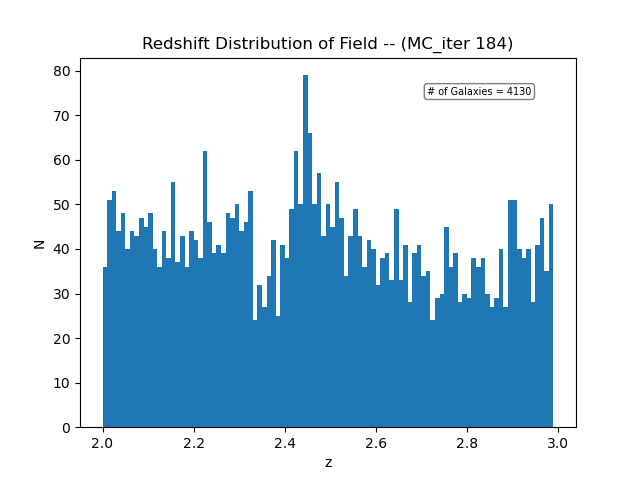 Redshift Distribution of Field -- (MC_iter 184)
# of Galaxies = 4130
80
70
60
50
40
30
20
10
0
N
2.0 2.2 2.4 2.6 2.8 3.0
z